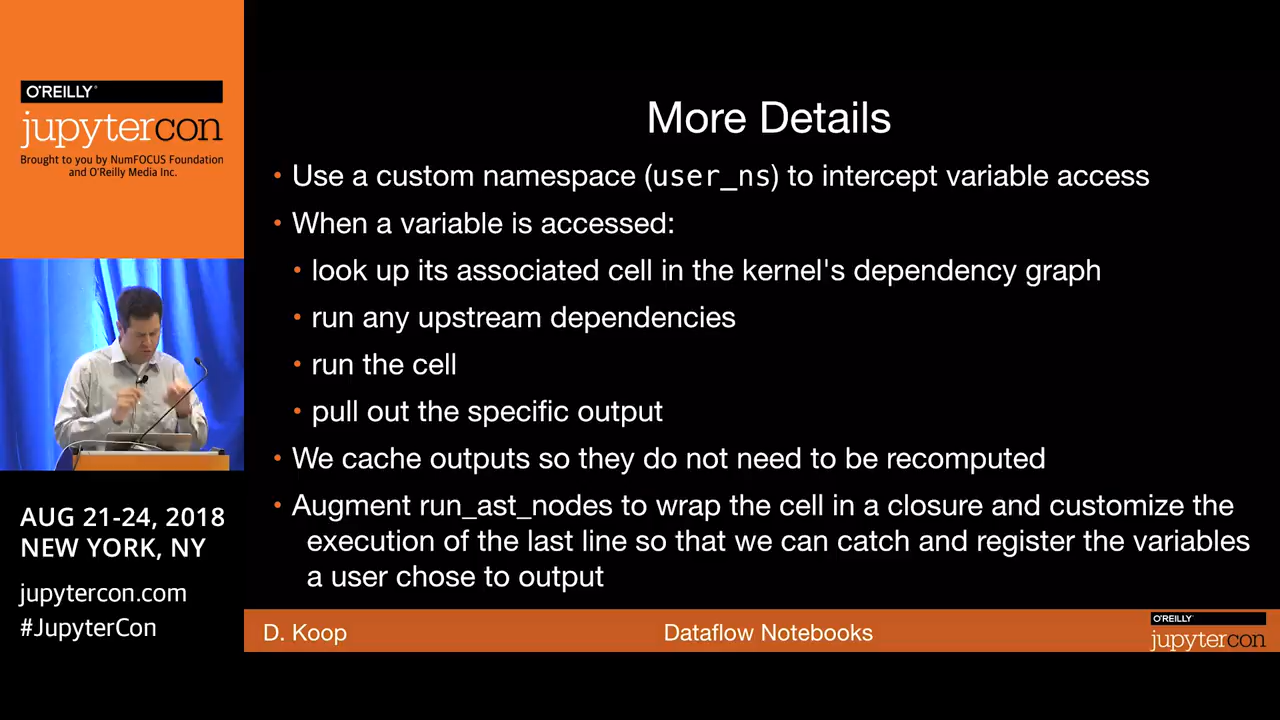 O'REILLY®
jupytercon
Brought to you by NumFOCUS Foundation
and O'Reilly Media Inc.
AUG 21-24, 2018
NEW YORK, NY
jupytercon.com
#JupyterCon
More Details
• Use a custom namespace (user_ns) to intercept variable access
• When a variable is accessed:
• look up its associated cell in the kernel's dependency graph
• run any upstream dependencies
• run the cell
• pull out the specific output
• We cache outputs so they do not need to be recomputed
• Augment run_ast_nodes to wrap the cell in a closure and customize the
execution of the last line so that we can catch and register the variables
a user chose to output
D. Koop
Dataflow Notebooks
O'REILLY®
jupytercon